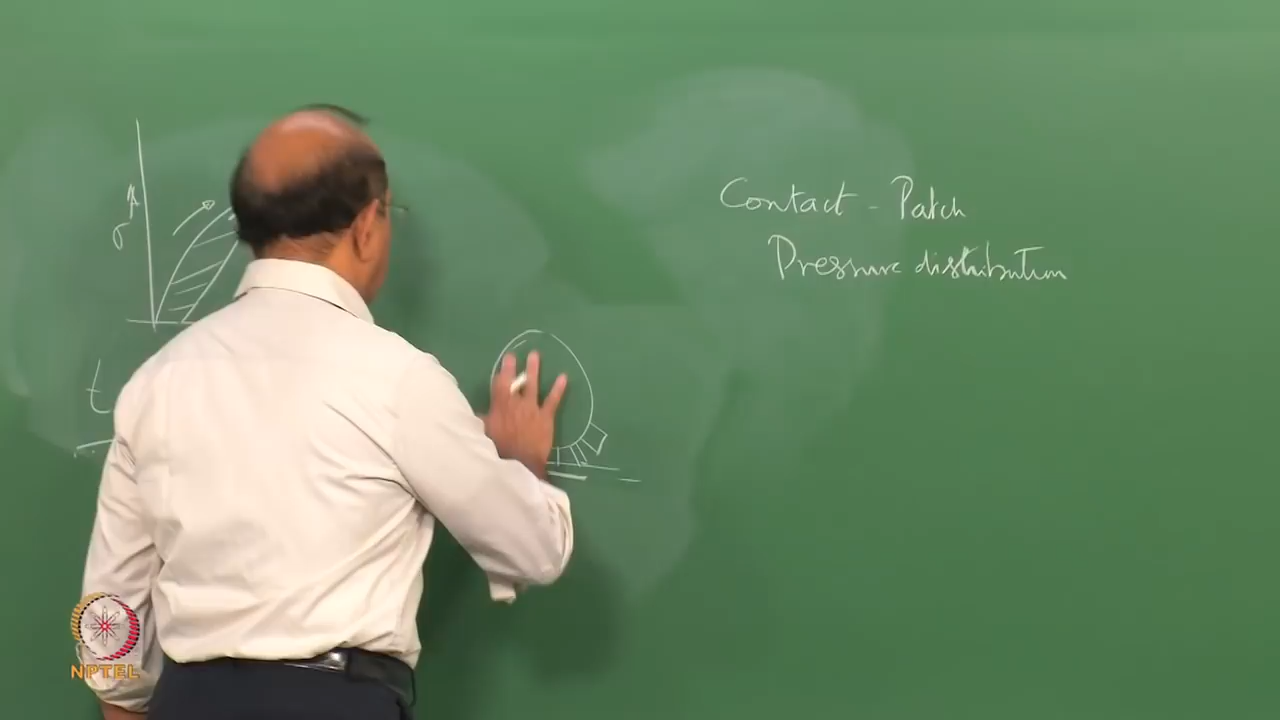 σ
t
Contact - Patch
Pressure distribution
NPTEL